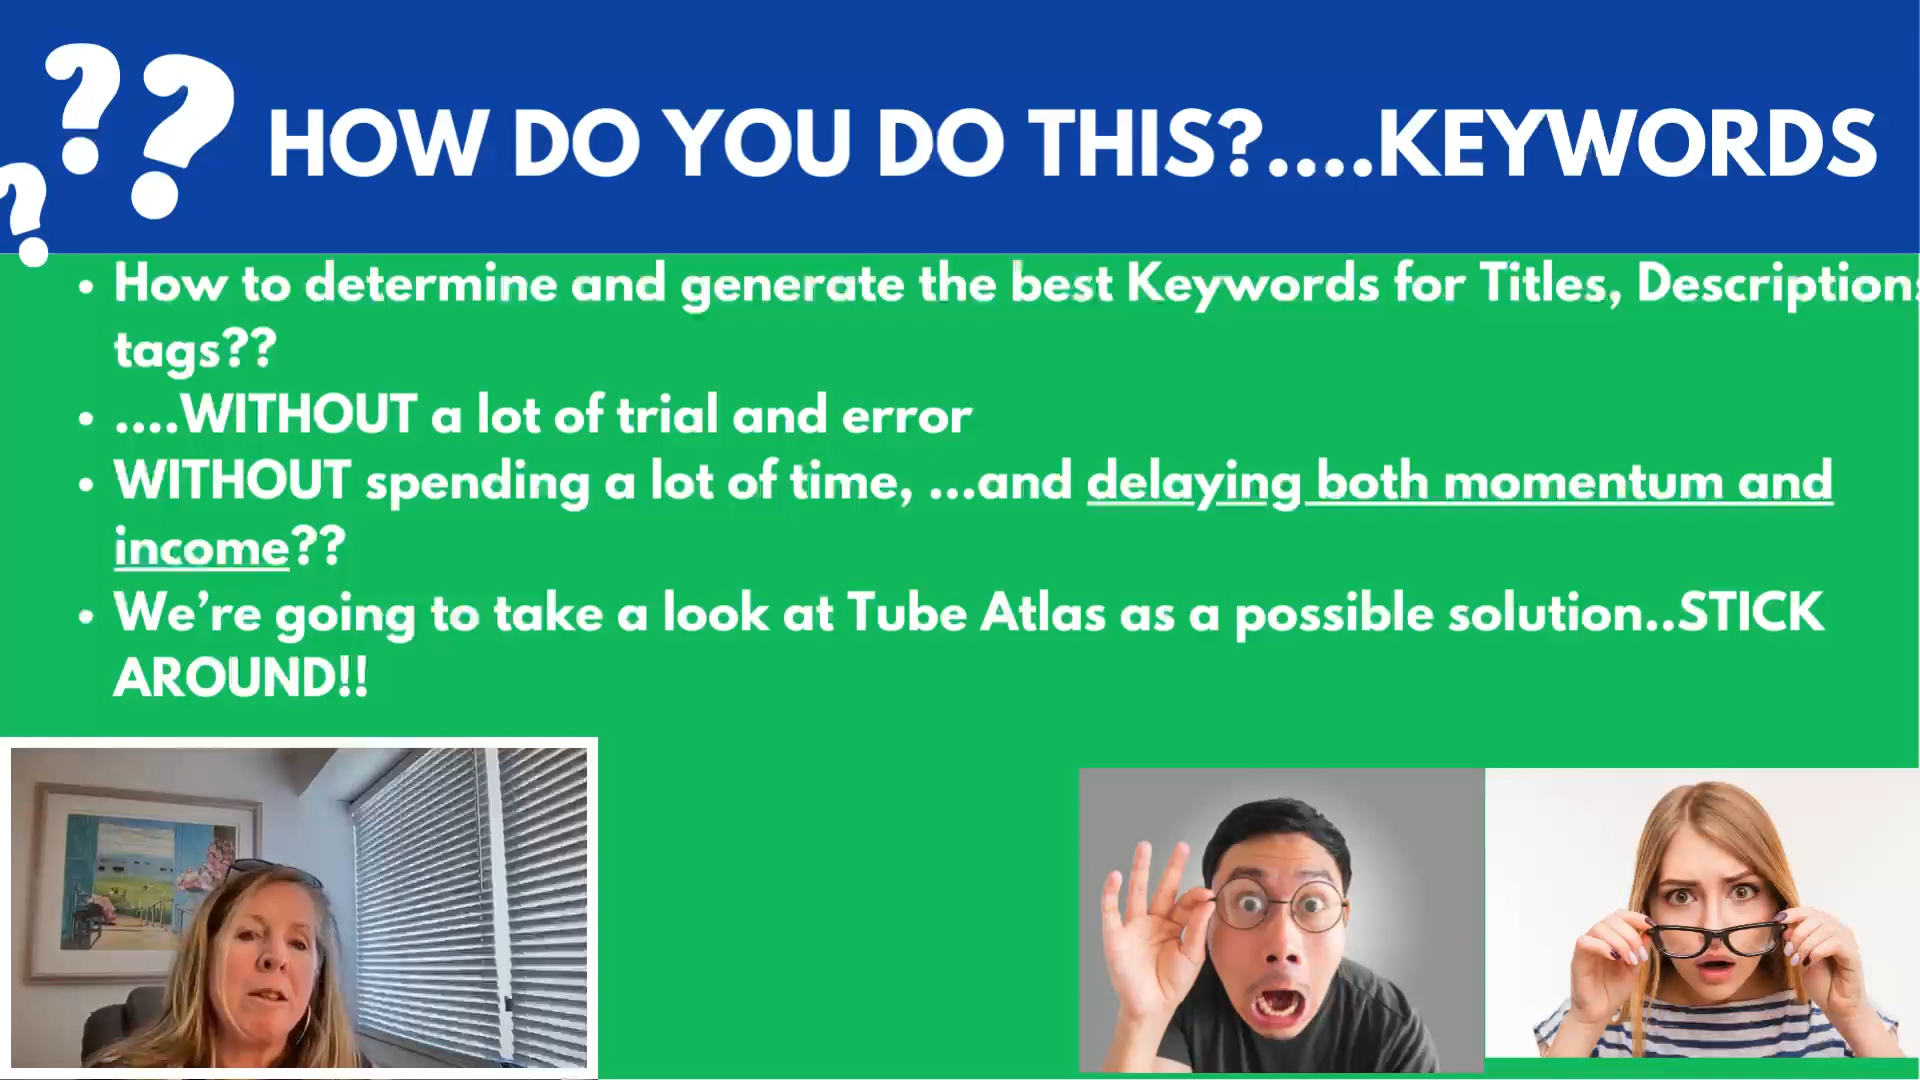 ???
HOW DO YOU DO THIS?....KEYWORDS
• How to determine and generate the best Keywords for Titles, Descriptions
tags??
• ....WITHOUT a lot of trial and error
• WITHOUT spending a lot of time, ...and delaying both momentum and
income??
• We’re going to take a look at Tube Atlas as a possible solution..STICK
AROUND!!